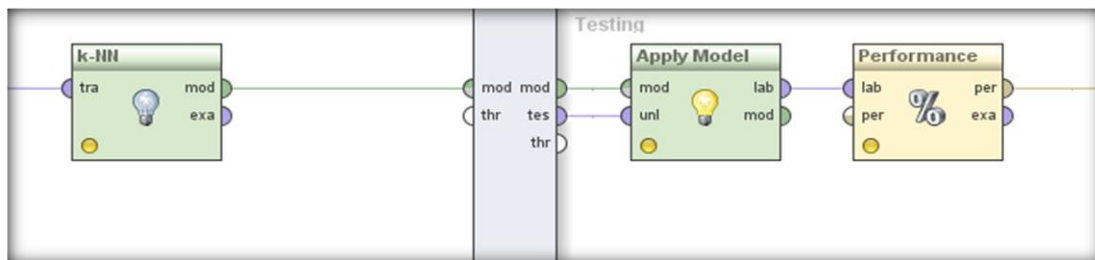 Testing
k-NN
Apply Model
Performance
tra mod
mod mod
mod lab
lab per
exa
thr tes
unl mod
per exa
thr
%